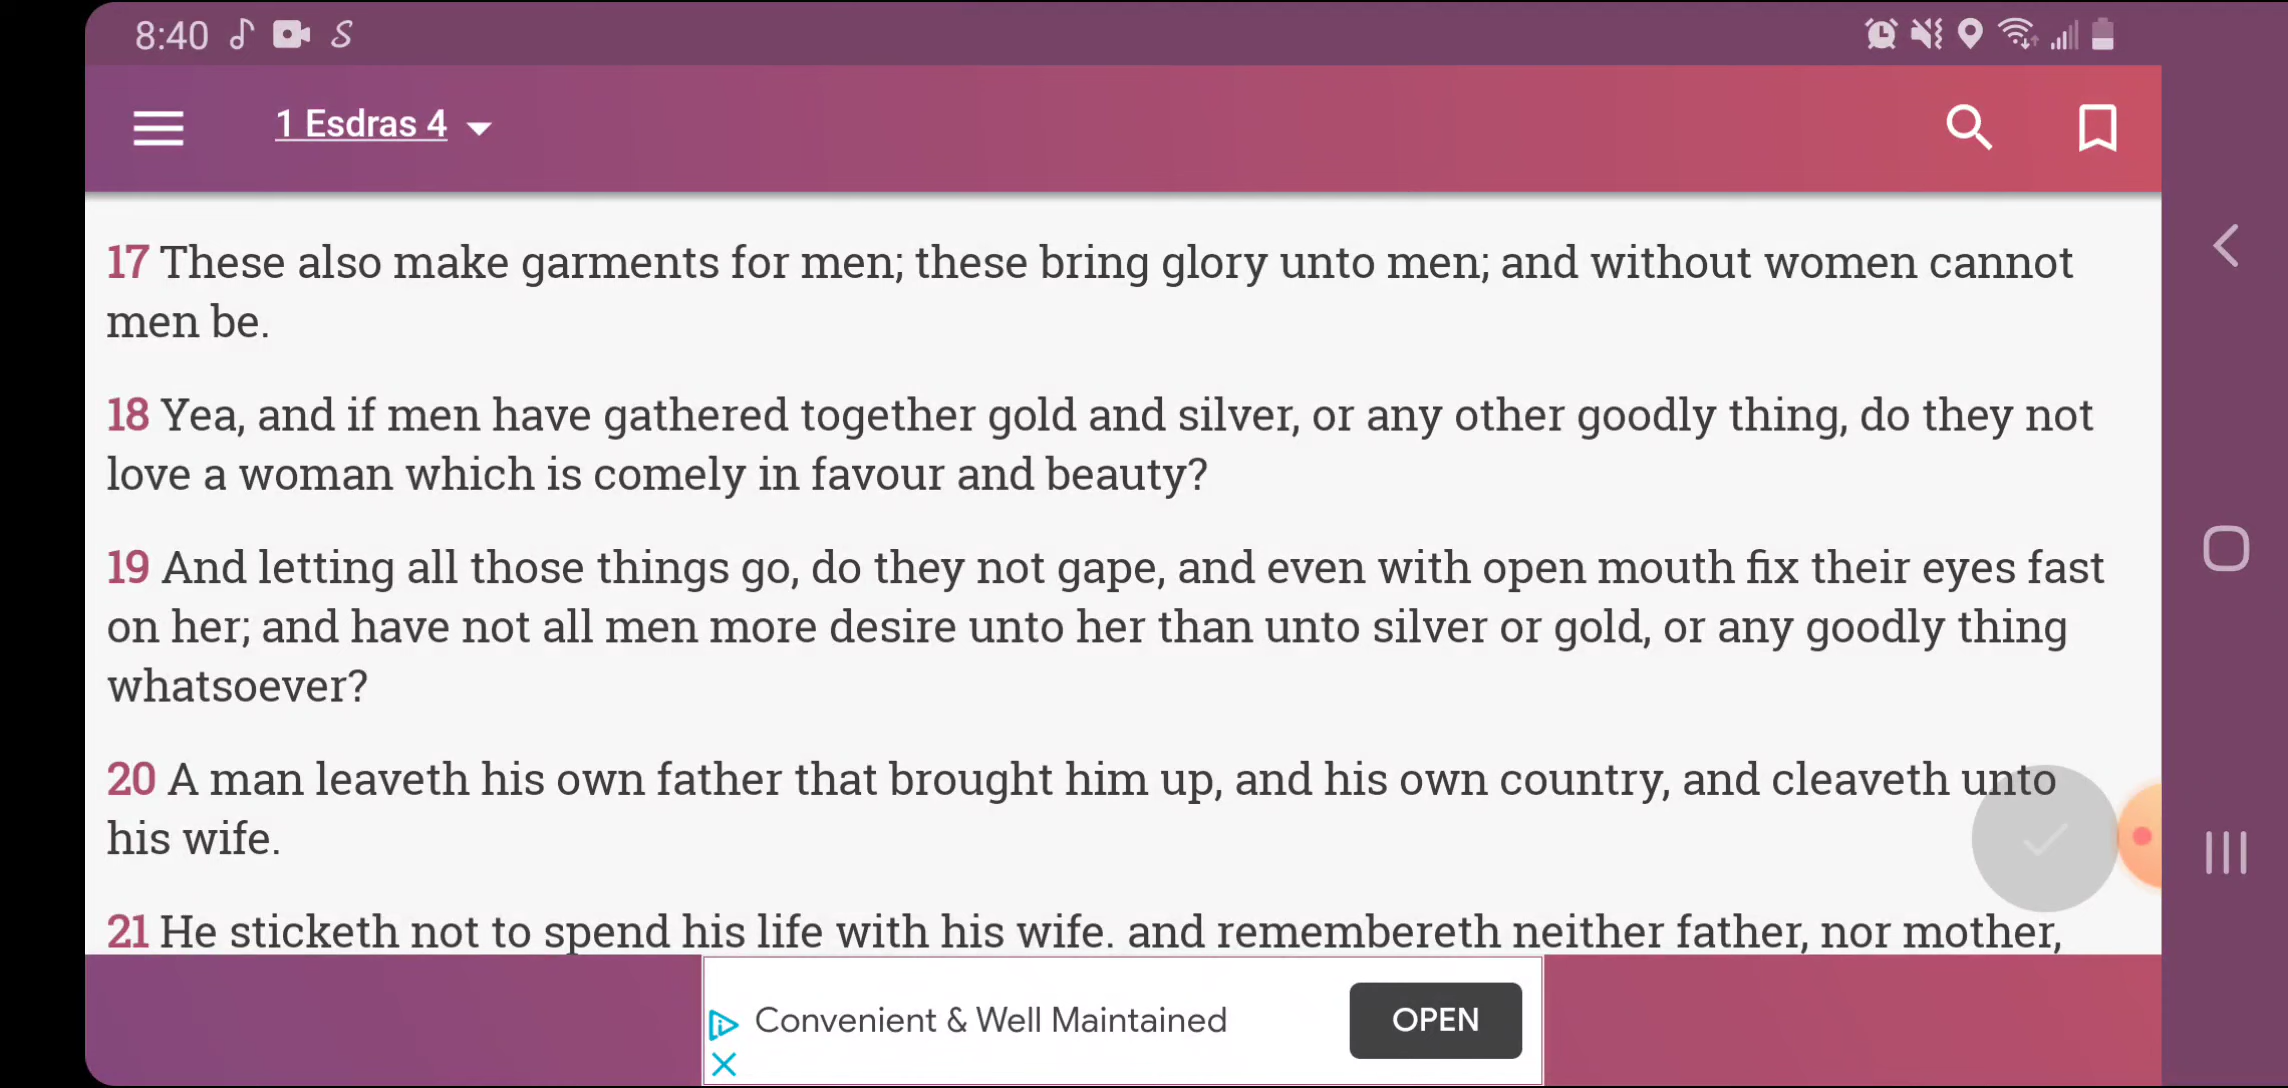 8:40
1 Esdras 4
17 These also make garments for men; these bring glory unto men; and without women cannot
men be.
18 Yea, and if men have gathered together gold and silver, or any other goodly thing, do they not
love a woman which is comely in favour and beauty?
19 And letting all those things go, do they not gape, and even with open mouth fix their eyes fast
on her; and have not all men more desire unto her than unto silver or gold, or any goodly thing
whatsoever?
20 A man leaveth his own father that brought him up, and his own country, and cleaveth unto
his wife.
21 He sticketh not to spend his life with his wife. and remembereth neither father, nor mother,
Convenient & Well Maintained
OPEN